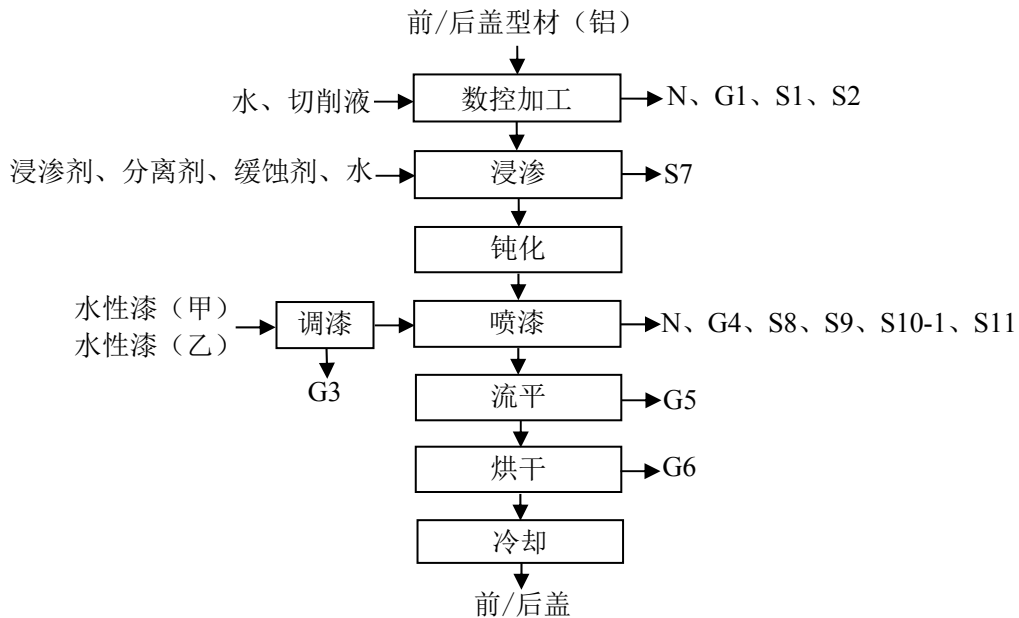 前/后盖型材（铝）
水、切削液
数控加工
N、G1、S1、S2
浸渗剂、分离剂、缓蚀剂、水
浸渗
S7
钝化
水性漆（甲）
水性漆（乙）
调漆
喷漆
N、G4、S8、S9、S10-1、S11
G3
流平
G5
烘干
G6
冷却
前/后盖